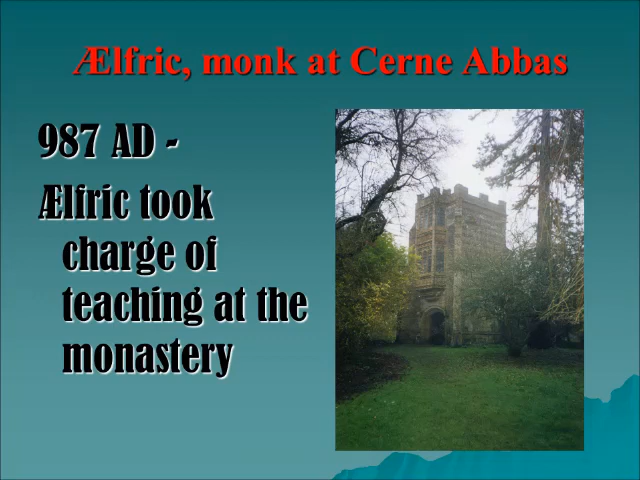 Ælfric, monk at Cerne Abbas
987 AD -
Ælfric took
charge of
teaching at the
monastery